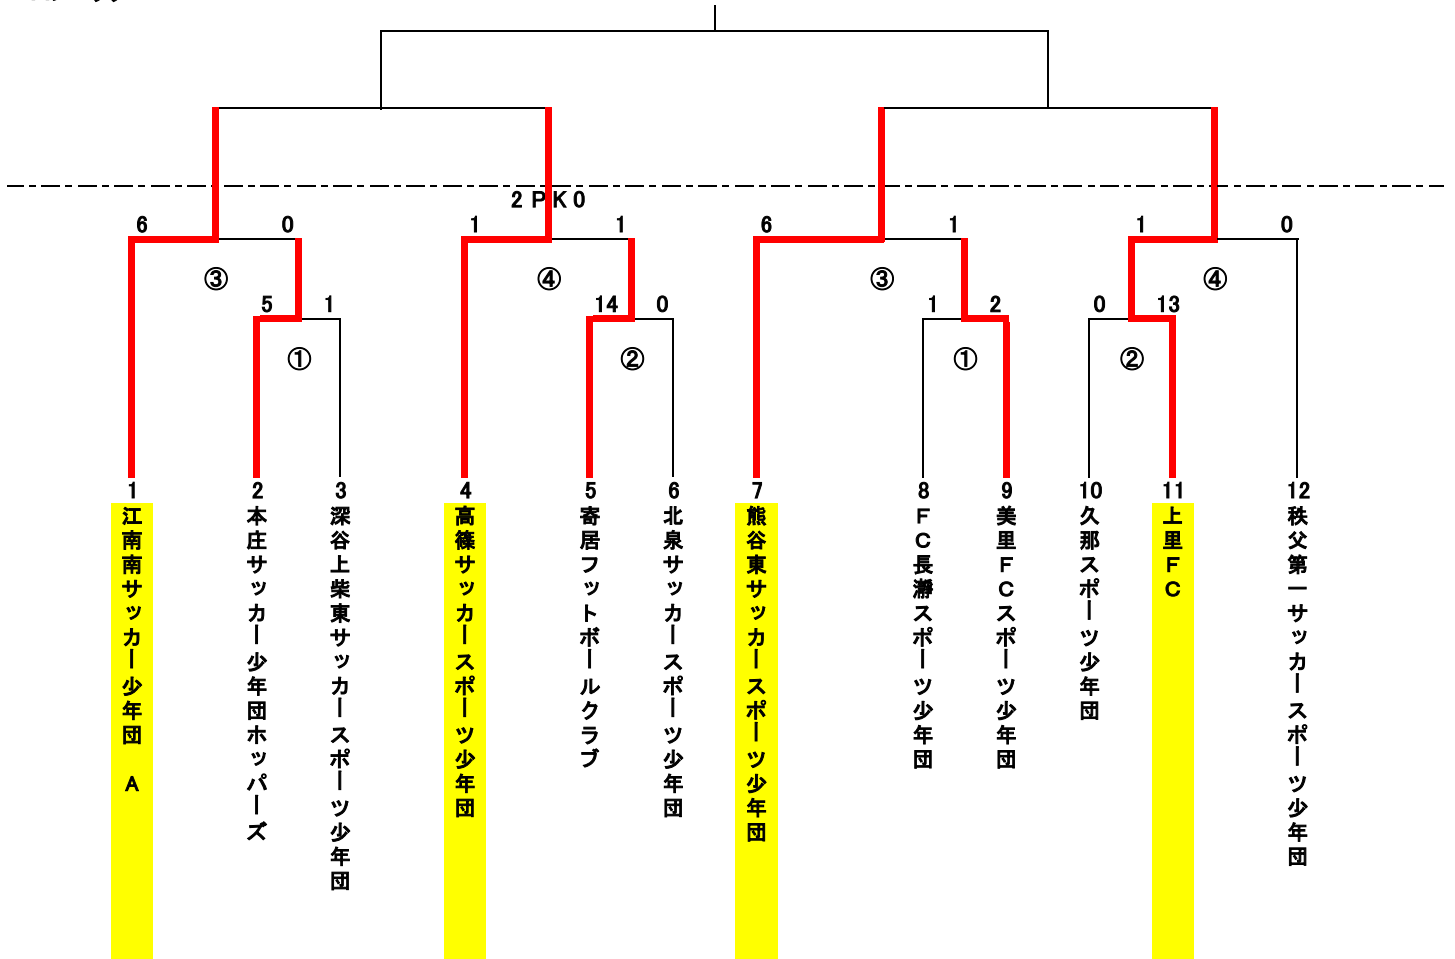 2 PK 0
6 0 1 1 6 1 1 0
③ ④ ③ ④
5 1 14 0 1 2 0 13
① ② ① ②
1 2 3 4 5 6 7 8 9 10 11 12
江南南サッカー少年団 A
本庄サッカー少年団ホッパーズ
深谷上柴東サッカースポーツ少年団
高篠サッカースポーツ少年団
寄居フットボールクラブ
北泉サッカースポーツ少年団
熊谷東サッカースポーツ少年団
FC長瀞スポーツ少年団
美里FCスポーツ少年団
久那スポーツ少年団
上里FC
秩父第一サッカースポーツ少年団